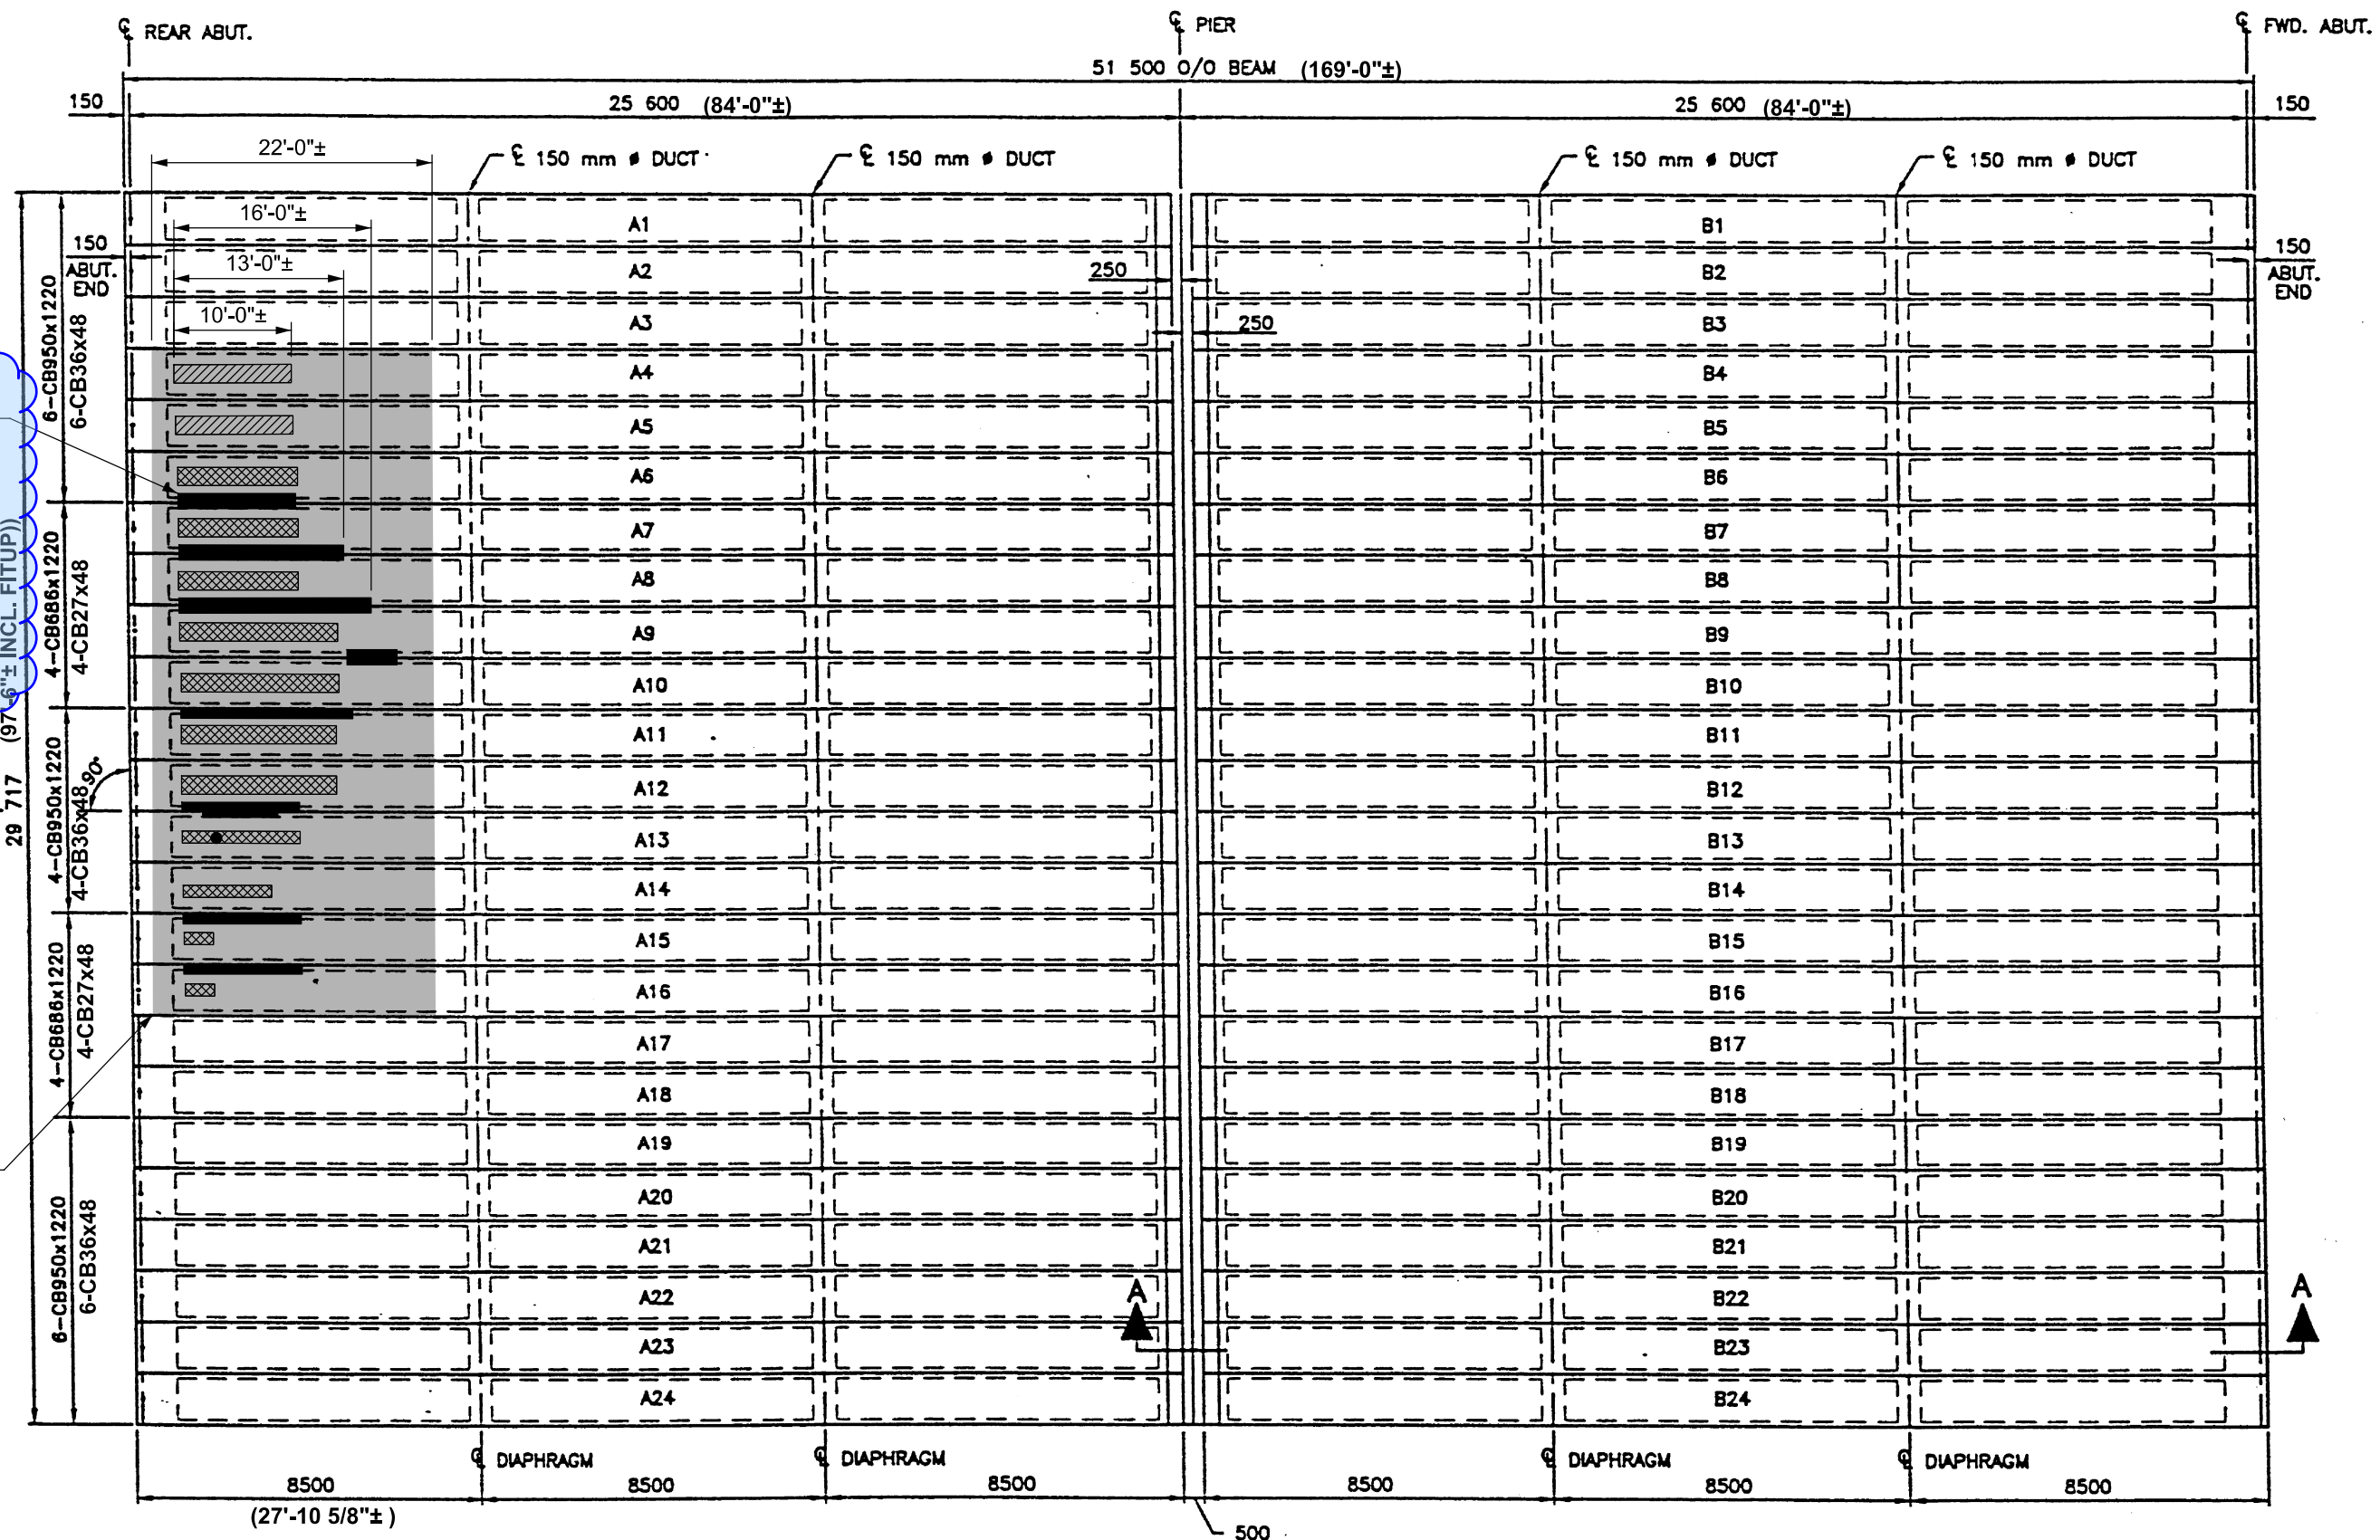 ℄ REAR ABUT.
℄ PIER
℄ FWD. ABUT.
51 500 O/O BEAM (169'-0"±)
150
25 600 (84'-0"±)
25 600 (84'-0"±)
150
22'-0"±
℄ 150 mm ø DUCT
℄ 150 mm ø DUCT
℄ 150 mm ø DUCT
℄ 150 mm ø DUCT
16'-0"±
13'-0"±
10'-0"±
150
ABUT.
END
250
250
150
ABUT.
END
6-CB950x1220
6-CB36x48
4-CB686x1220
4-CB27x48
4-CB950x1220
4-CB36x48
4-CB686x1220
4-CB27x48
6-CB950x1220
6-CB36x48
29 717
(97'-6"± INCL. FITUP))
90°
A1
B1
A2
B2
A3
B3
A4
B4
A5
B5
A6
B6
A7
B7
A8
B8
A9
B9
A10
B10
A11
B11
A12
B12
A13
B13
A14
B14
A15
B15
A16
B16
A17
B17
A18
B18
A19
B19
A20
B20
A21
B21
A22
B22
A23
B23
A24
B24
A
A
℄ DIAPHRAGM
℄ DIAPHRAGM
℄ DIAPHRAGM
℄ DIAPHRAGM
8500
8500
8500
8500
8500
8500
(27'-10 5/8"±)
500